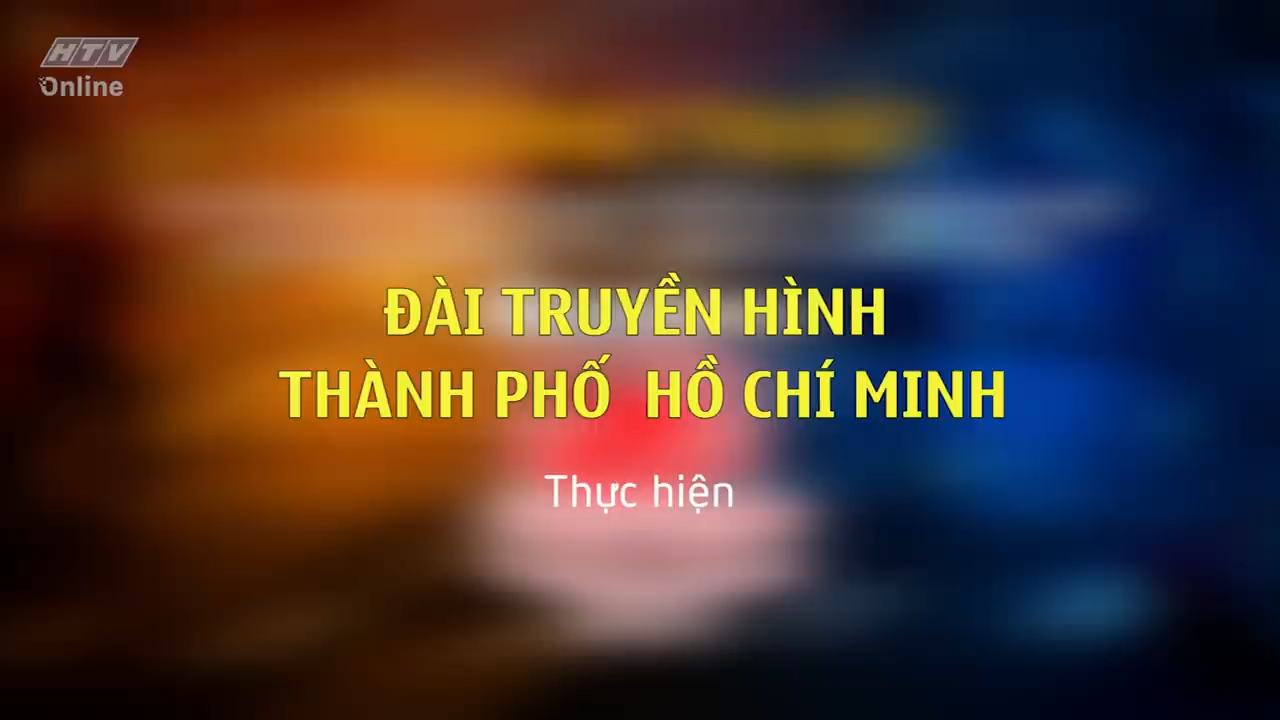 HTV
Online
ĐÀI TRUYỀN HÌNH
THÀNH PHỐ HỒ CHÍ MINH
Thực hiện